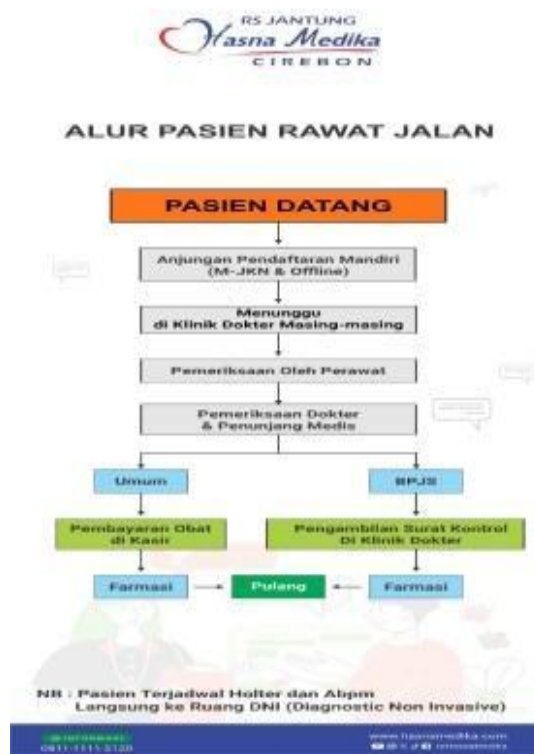 RS JANTUNG
Hasna Medika
CIREBON
ALUR PASIEN RAWAT JALAN
PASIEN DATANG
Anjungan Pendaftaran Mandiri
(M-JKN & Offline)
Menunggu
di Klinik Dokter Masing-masing
Pemeriksaan Oleh Perawat
Pemeriksaan Dokter
& Penunjang Medis
Umum
BPJS
Pembayaran Obat
di Kasir
Pengambilan Surat Kontrol
Di Klinik Dokter
Farmasi
Pulang
Farmasi
NB : Pasien Terjadwal Holter dan Abpm
Langsung ke Ruang DNI (Diagnostic Non Invasive)
www.hasnamedika.com